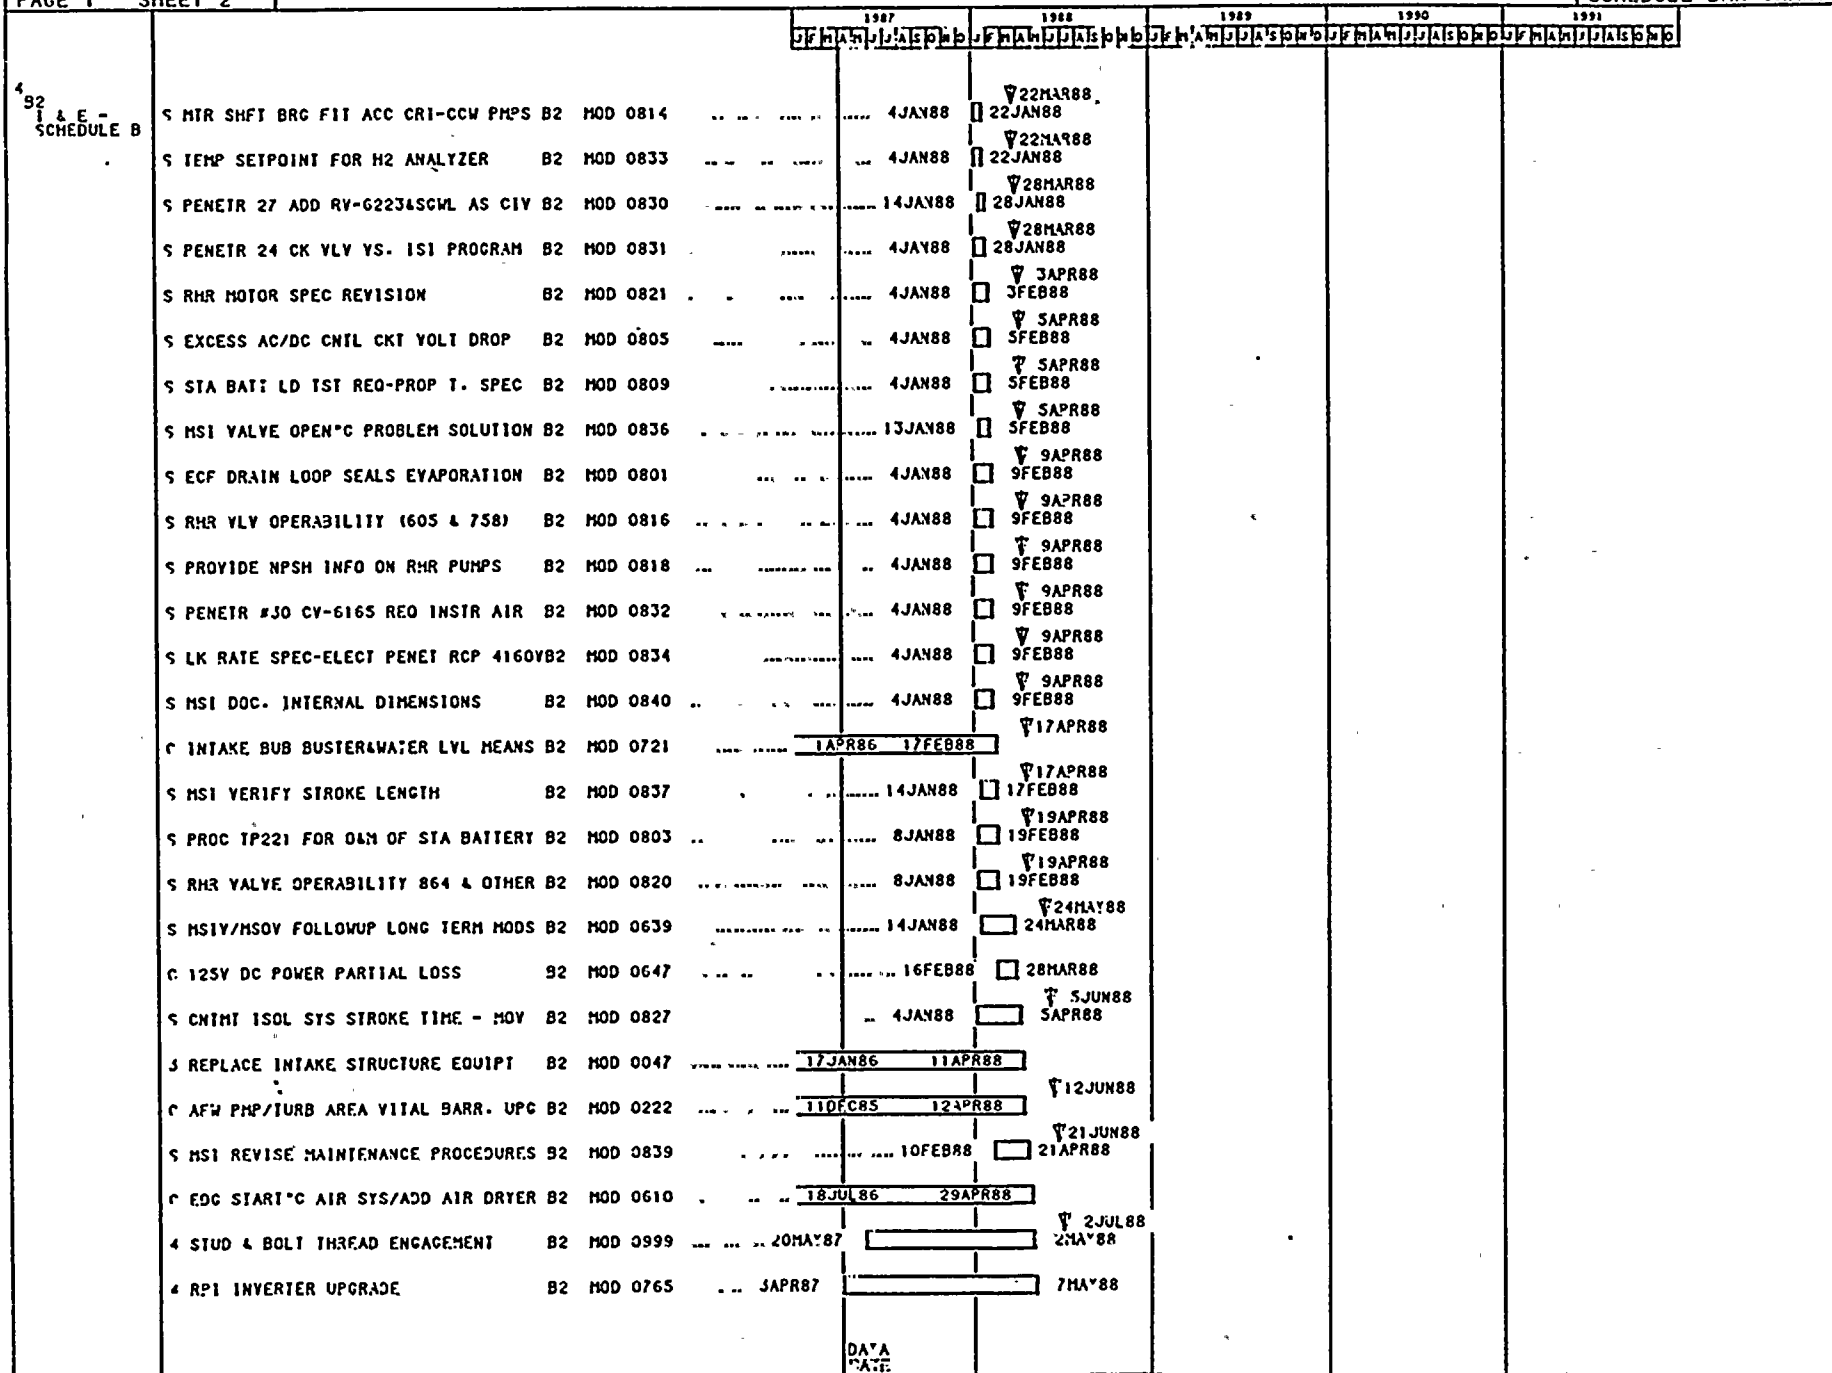 PAGE 1 SHEET 2
1987 1988 1989 1990 1991
J F M A M J J A S O N D J F M A M J J A S O N D J F M A M J J A S O N D J F M A M J J A S O N D J F M A M J J A S O N D
492
I & E -
SCHEDULE B
22MAR88
S MTR SHFT BRG FIT ACC CRI-CCW PMPS B2 MOD 0814 4JAN88 22JAN88
22MAR88
S TEMP SETPOINT FOR H2 ANALYZER B2 MOD 0833 4JAN88 22JAN88
28MAR88
S PENETR 27 ADD RV-6223&SGWL AS CIV B2 MOD 0830 14JAN88 28JAN88
28MAR88
S PENETR 24 CK VLV VS. ISI PROGRAM B2 MOD 0831 4JAN88 28JAN88
3APR88
S RHR MOTOR SPEC REVISION B2 MOD 0821 4JAN88 3FEB88
5APR88
S EXCESS AC/DC CNTL CKT VOLT DROP B2 MOD 0805 4JAN88 5FEB88
5APR88
S STA BATT LD TST REQ-PROP T. SPEC B2 MOD 0809 4JAN88 5FEB88
5APR88
S MSI VALVE OPEN*G PROBLEM SOLUTION B2 MOD 0836 13JAN88 5FEB88
9APR88
S ECF DRAIN LOOP SEALS EVAPORATION B2 MOD 0801 4JAN88 9FEB88
9APR88
S RHR VLV OPERABILITY (605 & 758) B2 MOD 0816 4JAN88 9FEB88
9APR88
S PROVIDE NPSH INFO ON RHR PUMPS B2 MOD 0818 4JAN88 9FEB88
9APR88
S PENETR #30 CV-6165 REQ INSTR AIR B2 MOD 0832 4JAN88 9FEB88
9APR88
S LK RATE SPEC-ELECT PENET RCP 4160VB2 MOD 0834 4JAN88 9FEB88
9APR88
S MSI DOC. INTERNAL DIMENSIONS B2 MOD 0840 4JAN88 9FEB88
17APR88
C INTAKE BUB BUSTER&WATER LVL MEANS B2 MOD 0721 1APR86 17FEB88
17APR88
S MSI VERIFY STROKE LENGTH B2 MOD 0837 14JAN88 17FEB88
19APR88
S PROC TP221 FOR O&M OF STA BATTERY B2 MOD 0803 8JAN88 19FEB88
19APR88
S RHR VALVE OPERABILITY 864 & OTHER B2 MOD 0820 8JAN88 19FEB88
24MAY88
S MSIV/MSOV FOLLOWUP LONG TERM MODS B2 MOD 0639 14JAN88 24MAR88
C 125V DC POWER PARTIAL LOSS B2 MOD 0647 16FEB88 28MAR88
5JUN88
S CNTMT ISOL SYS STROKE TIME - MOV B2 MOD 0827 4JAN88 5APR88
3 REPLACE INTAKE STRUCTURE EQUIPT B2 MOD 0047 17JAN86 11APR88
12JUN88
C AFW PMP/TURB AREA VITAL BARR. UPG B2 MOD 0222 11DEC85 12APR88
21JUN88
S MSI REVISE MAINTENANCE PROCEDURES B2 MOD 0839 10FEB88 21APR88
C EDG START*G AIR SYS/ADD AIR DRYER B2 MOD 0610 18JUL86 29APR88
2JUL88
4 STUD & BOLT THREAD ENGAGEMENT B2 MOD 0999 20MAY87 2MAY88
4 RPI INVERTER UPGRADE B2 MOD 0765 3APR87 7MAY88
DATA
DATE